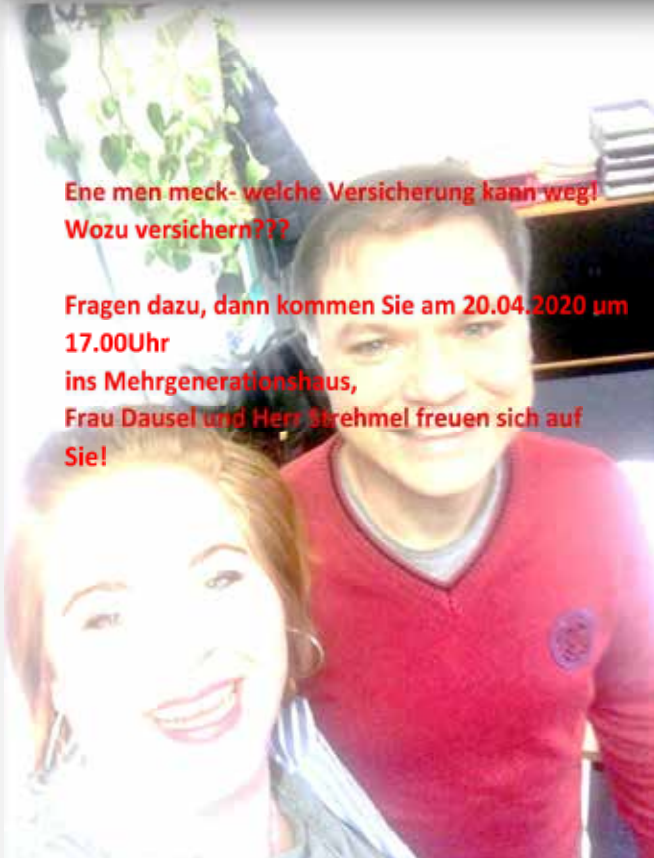 Ene men meck- welche Versicherung kann weg!
Wozu versichern???
Fragen dazu, dann kommen Sie am 20.04.2020 um
17.00Uhr
ins Mehrgenerationshaus,
Frau Dausel und Herr Strehmel freuen sich auf
Sie!